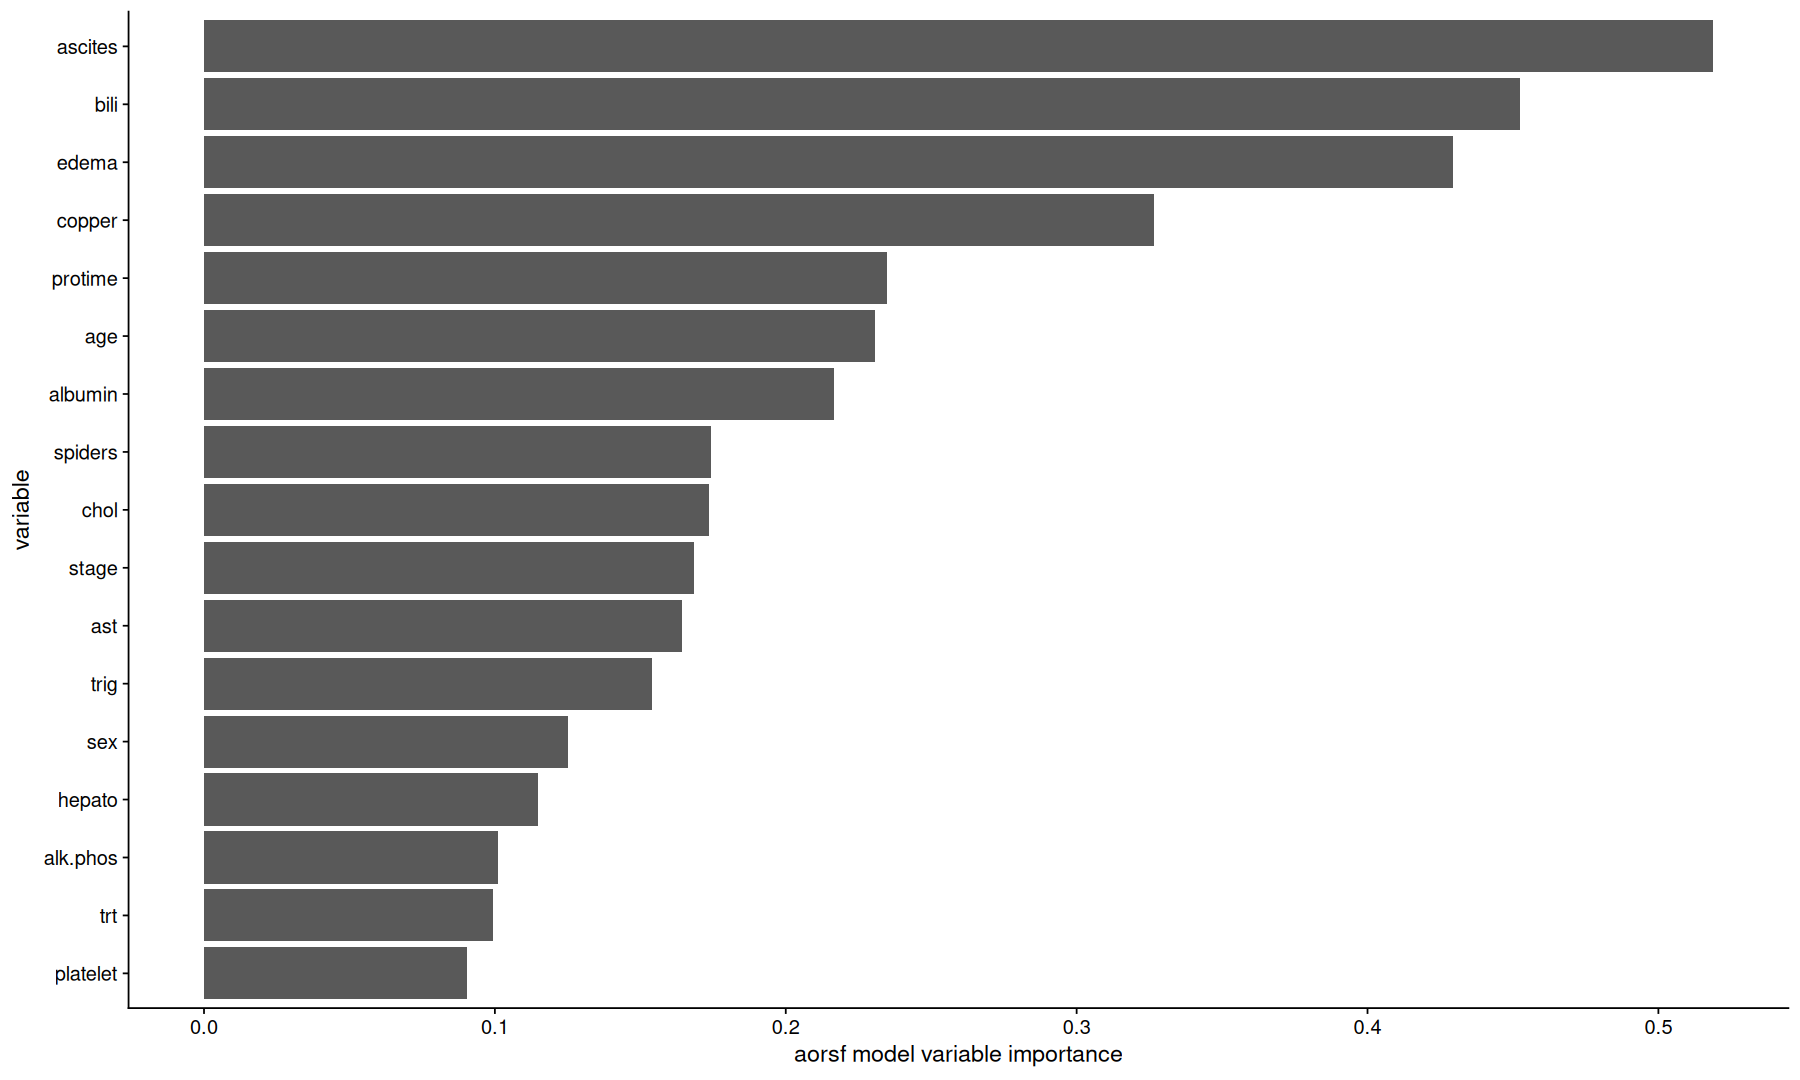 ascites
bili
edema
copper
protime
age
albumin
spiders
chol
stage
ast
trig
sex
hepato
alk.phos
trt
platelet
variable
0.0 0.1 0.2 0.3 0.4 0.5
aorsf model variable importance